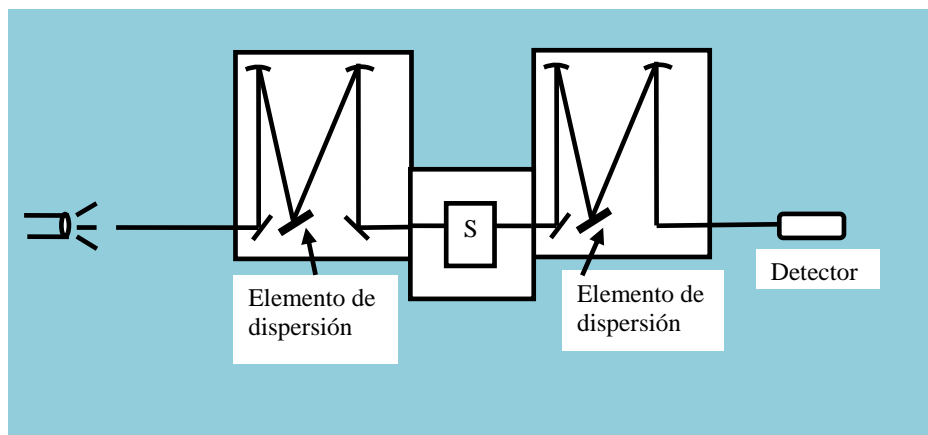 S
Detector
Elemento de
dispersión
Elemento de
dispersión